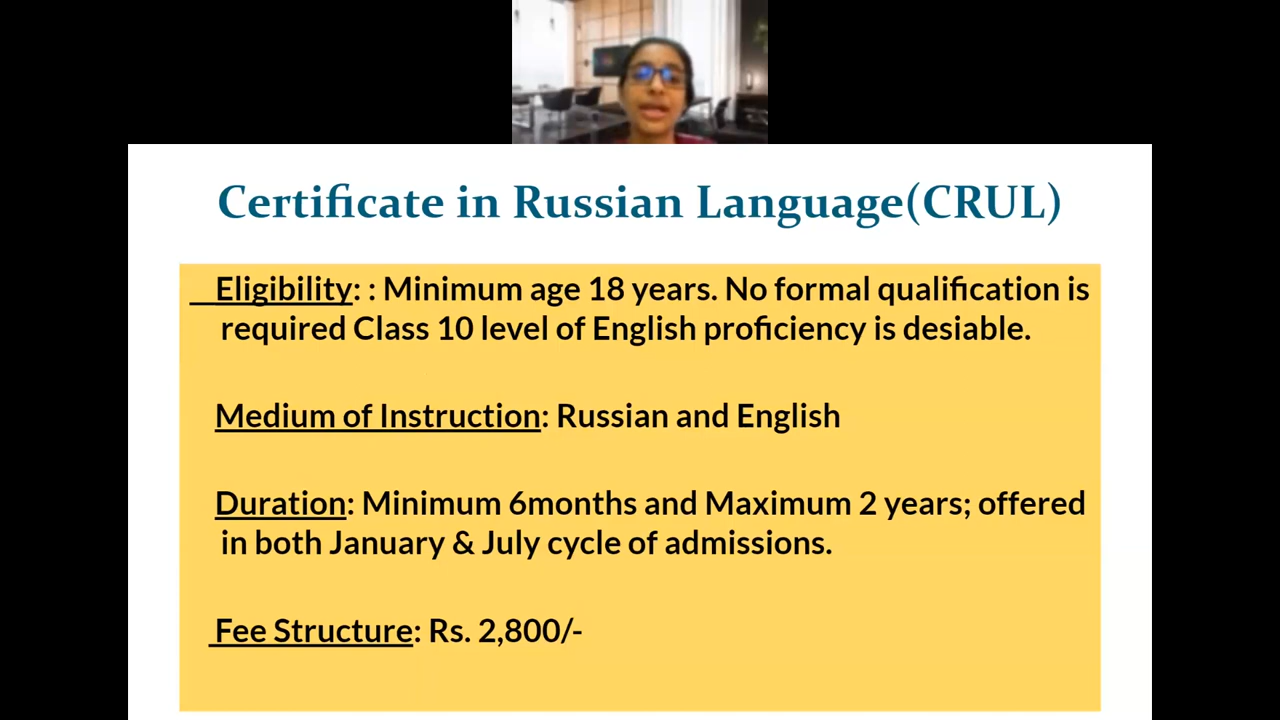 Certificate in Russian Language(CRUL)
Eligibility: : Minimum age 18 years. No formal qualification is
required Class 10 level of English proficiency is desiable.
Medium of Instruction: Russian and English
Duration: Minimum 6months and Maximum 2 years; offered
in both January & July cycle of admissions.
Fee Structure: Rs. 2,800/-